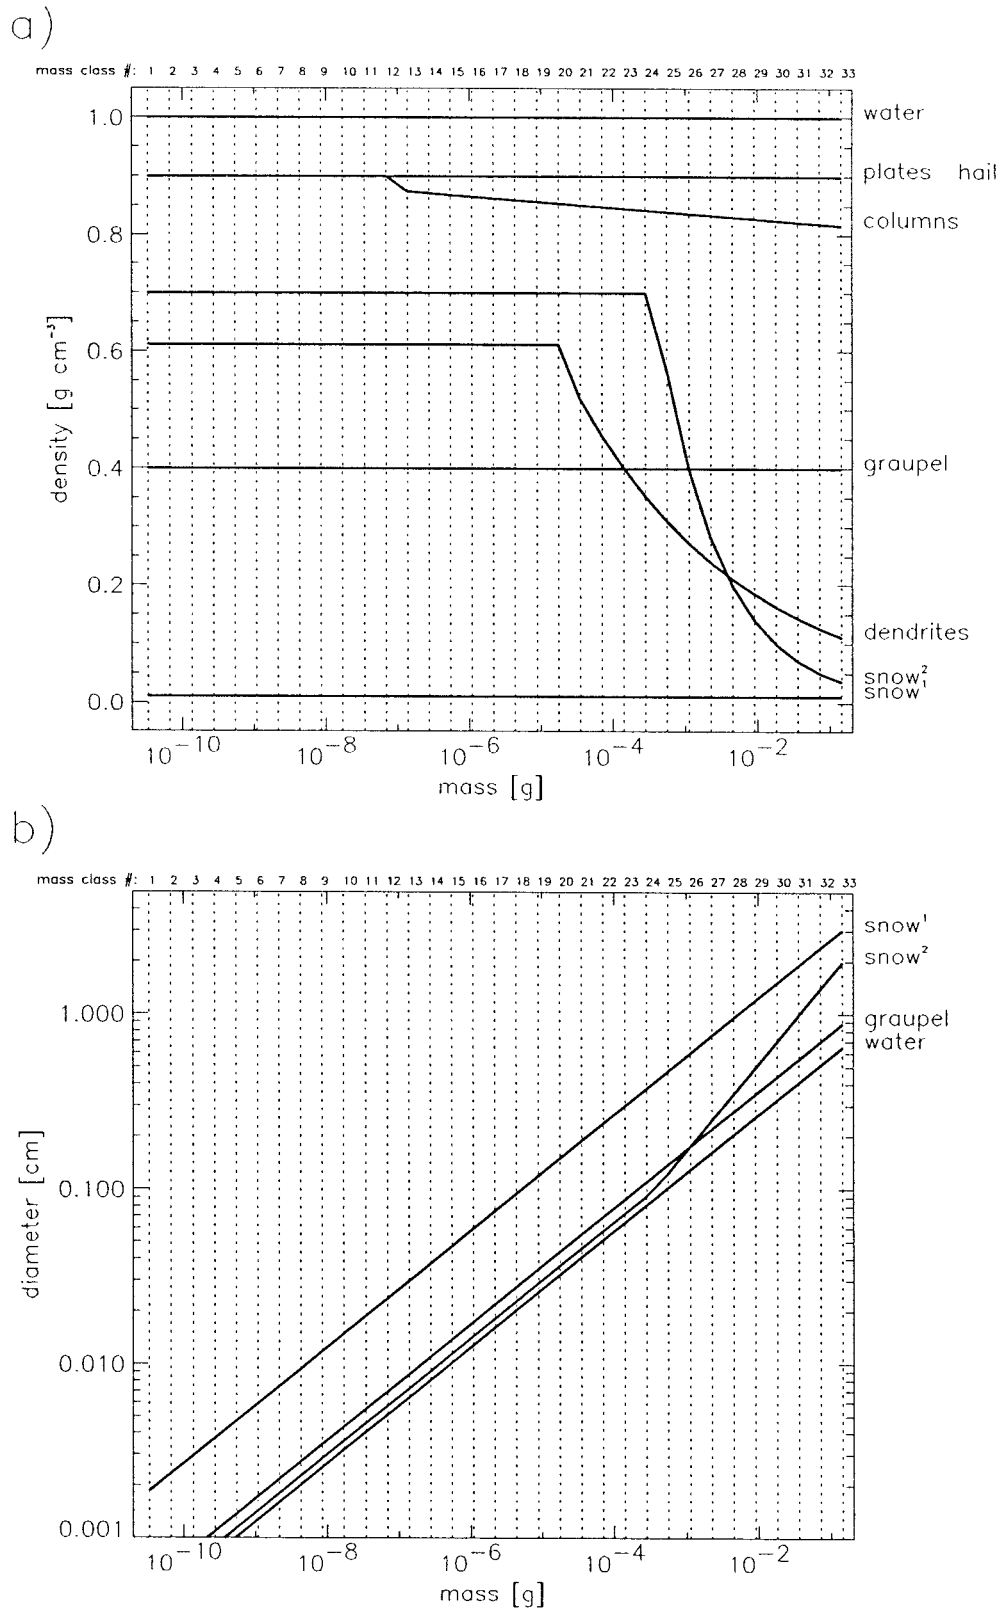 a)
mass class #: 1 2 3 4 5 6 7 8 9 10 11 12 13 14 15 16 17 18 19 20 21 22 23 24 25 26 27 28 29 30 31 32 33
1.0
0.8
0.6
0.4
0.2
0.0
density [g cm⁻³]
water
plates hail
columns
graupel
dendrites
snow²
snow¹
10⁻¹⁰ 10⁻⁸ 10⁻⁶ 10⁻⁴ 10⁻²
mass [g]
b)
mass class #: 1 2 3 4 5 6 7 8 9 10 11 12 13 14 15 16 17 18 19 20 21 22 23 24 25 26 27 28 29 30 31 32 33
1.000
0.100
0.010
0.001
diameter [cm]
snow¹
snow²
graupel
water
10⁻¹⁰ 10⁻⁸ 10⁻⁶ 10⁻⁴ 10⁻²
mass [g]